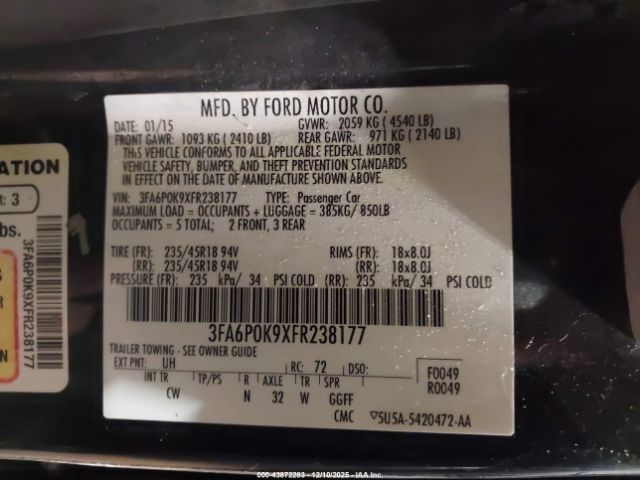 MFD. BY FORD MOTOR CO.
DATE: 01/15 GVWR: 2059 KG ( 4540 LB)
FRONT GAWR: 1093 KG ( 2410 LB) REAR GAWR: 971 KG ( 2140 LB)
THIS VEHICLE CONFORMS TO ALL APPLICABLE FEDERAL MOTOR
VEHICLE SAFETY, BUMPER, AND THEFT PREVENTION STANDARDS
IN EFFECT ON THE DATE OF MANUFACTURE SHOWN ABOVE.
VIN: 3FA6P0K9XFR238177 TYPE: Passenger Car
MAXIMUM LOAD = OCCUPANTS + LUGGAGE = 385KG/ 850LB
OCCUPANTS = 5 TOTAL; 2 FRONT, 3 REAR
TIRE (FR): 235/45R18 94V RIMS (FR): 18x8.0J
(RR): 235/45R18 94V (RR): 18x8.0J
PRESSURE (FR): 235 kPa/ 34 PSI COLD (RR): 235 kPa/ 34 PSI COLD
3FA6P0K9XFR238177
TRAILER TOWING - SEE OWNER GUIDE
EXT PNT: UH RC: 72 DSO: F0049
R0049
INT TR TP/PS R AXLE TR SPR
CW N 32 W GGFF
CMC ▽5U5A-5420472-AA
ATION
R: 3
bs.
S
R
N
3FA6P0K9XFR238177
000-43872283 - 12/10/2025 - IAA Inc.